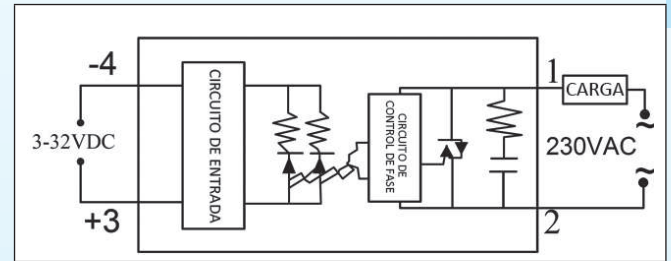 -4
3-32VDC
+3
CIRCUITO DE ENTRADA
CIRCUITO DE
CONTROL DE FASE
1
CARGA
~
230VAC
~
2